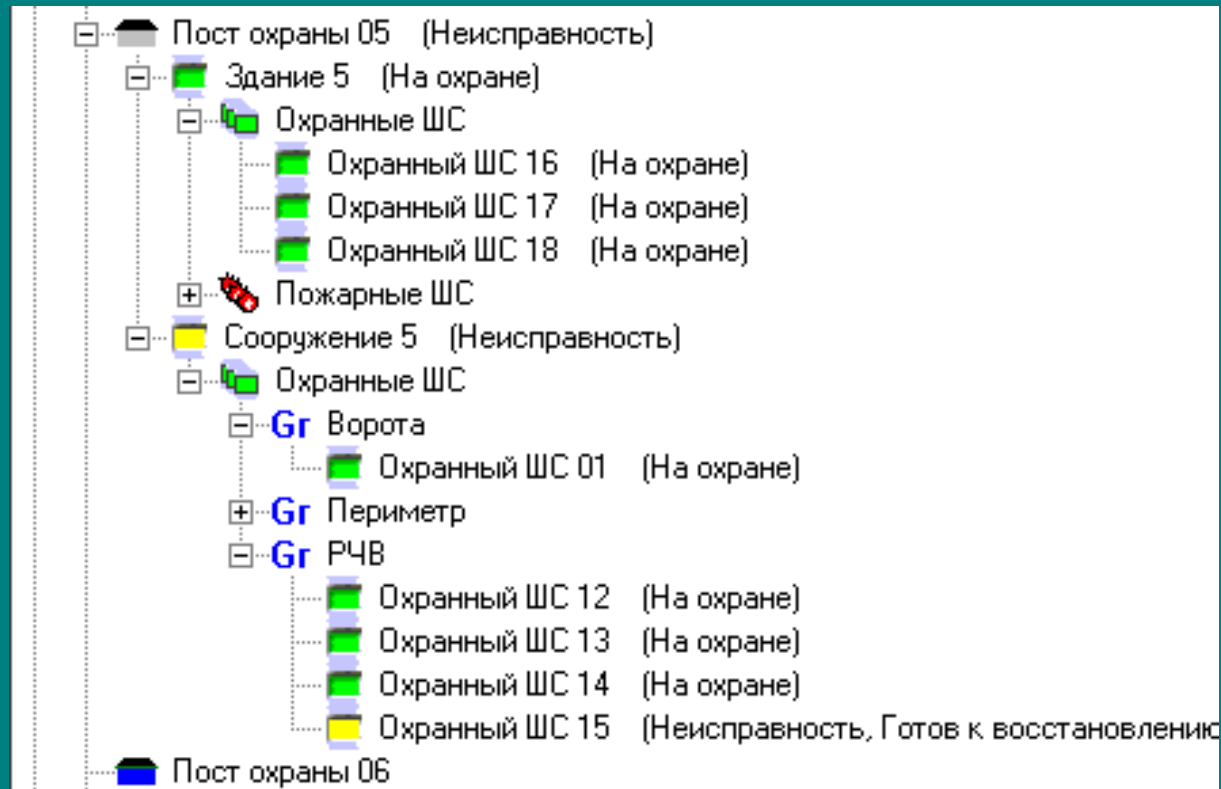 Пост охраны 05 (Неисправность)
Здание 5 (На охране)
Охранные ШС
Охранный ШС 16 (На охране)
Охранный ШС 17 (На охране)
Охранный ШС 18 (На охране)
Пожарные ШС
Сооружение 5 (Неисправность)
Охранные ШС
Gr Ворота
Охранный ШС 01 (На охране)
Gr Периметр
Gr РЧВ
Охранный ШС 12 (На охране)
Охранный ШС 13 (На охране)
Охранный ШС 14 (На охране)
Охранный ШС 15 (Неисправность, Готов к восстановлению
Пост охраны 06